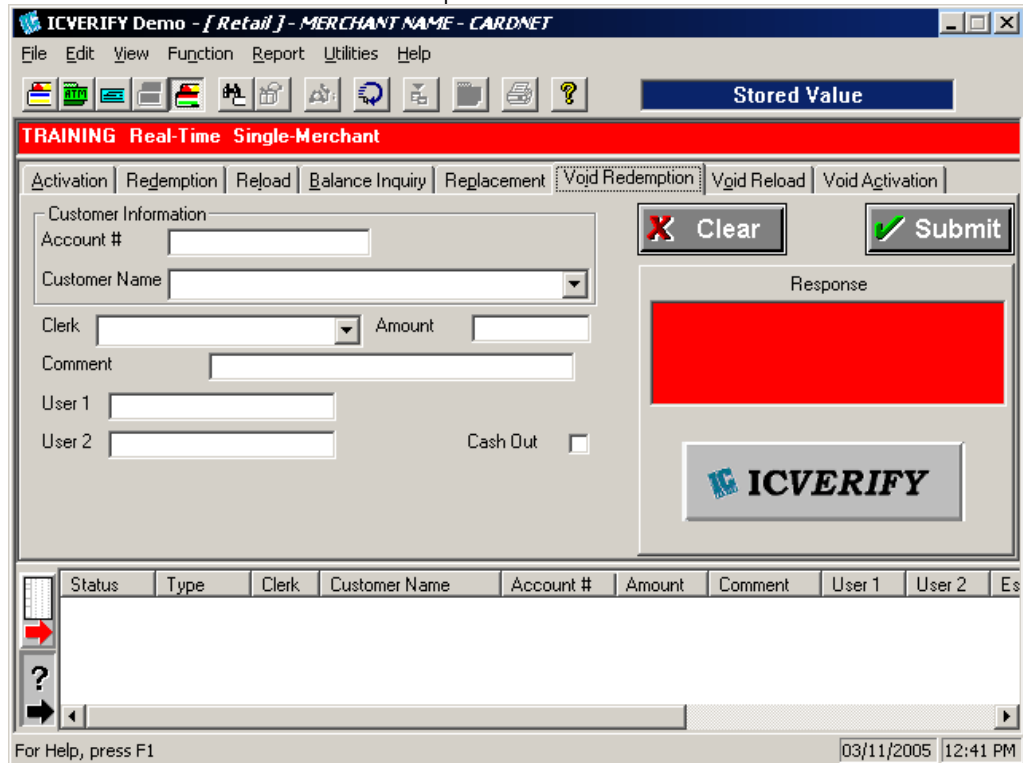 ICVERIFY Demo - [ Retail ] - MERCHANT NAME - CARDNET
File Edit View Function Report Utilities Help
ATM ? Stored Value
TRAINING Real-Time Single-Merchant
Activation Redemption Reload Balance Inquiry Replacement Void Redemption Void Reload Void Activation
Customer Information
Account #
Customer Name
Clear Submit
Response
Clerk Amount
Comment
User 1
User 2 Cash Out
ICVERIFY
Status Type Clerk Customer Name Account # Amount Comment User 1 User 2 Es
?
For Help, press F1 03/11/2005 12:41 PM